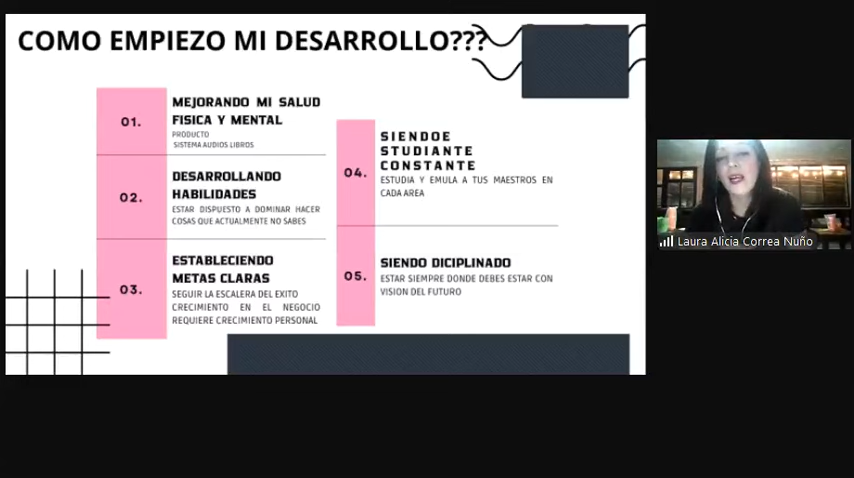 COMO EMPIEZO MI DESARROLLO???
01.
MEJORANDO MI SALUD
FISICA Y MENTAL
PRODUCTO
SISTEMA AUDIOS LIBROS
02.
DESARROLLANDO
HABILIDADES
ESTAR DISPUESTO A DOMINAR HACER
COSAS QUE ACTUALMENTE NO SABES
03.
ESTABLECIENDO
METAS CLARAS
SEGUIR LA ESCALERA DEL EXITO
CRECIMIENTO EN EL NEGOCIO
REQUIERE CRECIMIENTO PERSONAL
04.
SIENDOE
STUDIANTE
CONSTANTE
ESTUDIA Y EMULA A TUS MAESTROS EN
CADA AREA
05.
SIENDO DICIPLINADO
ESTAR SIEMPRE DONDE DEBES ESTAR CON
VISION DEL FUTURO
Laura Alicia Correa Nuño